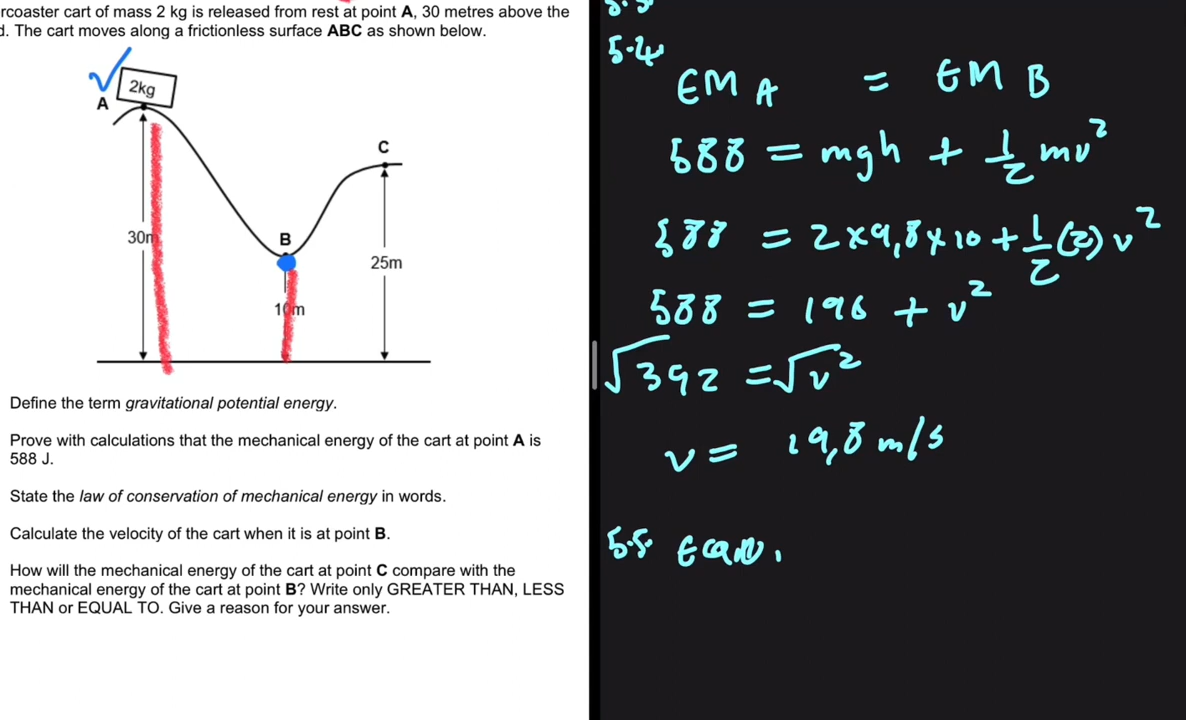 rcoaster cart of mass 2 kg is released from rest at point A, 30 metres above the
d. The cart moves along a frictionless surface ABC as shown below.
2kg
A
C
B
30m
25m
10m
Define the term gravitational potential energy.
Prove with calculations that the mechanical energy of the cart at point A is
588 J.
State the law of conservation of mechanical energy in words.
Calculate the velocity of the cart when it is at point B.
How will the mechanical energy of the cart at point C compare with the
mechanical energy of the cart at point B? Write only GREATER THAN, LESS
THAN or EQUAL TO. Give a reason for your answer.
5.4
EM A = EM B
588 = mgh + 1/2 mv²
588 = 2×9,8×10 + 1/2 (2) v²
588 = 196 + v²
√392 = √v²
v = 19,8 m/s
5.5